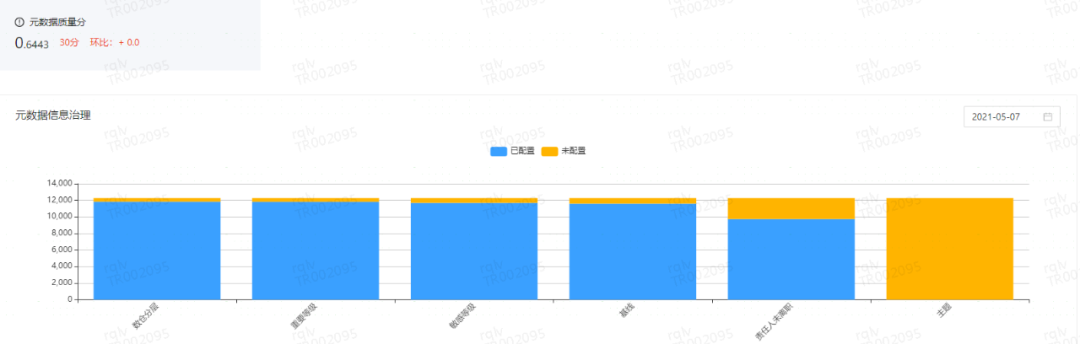 元数据质量分
0.6443 30分 环比：+ 0.0
元数据信息治理
2021-05-07
已配置 未配置
14,000
12,000
10,000
8,000
6,000
4,000
2,000
0
数仓分层 重要等级 敏感等级 基线 责任人未离职 主题
TR002095